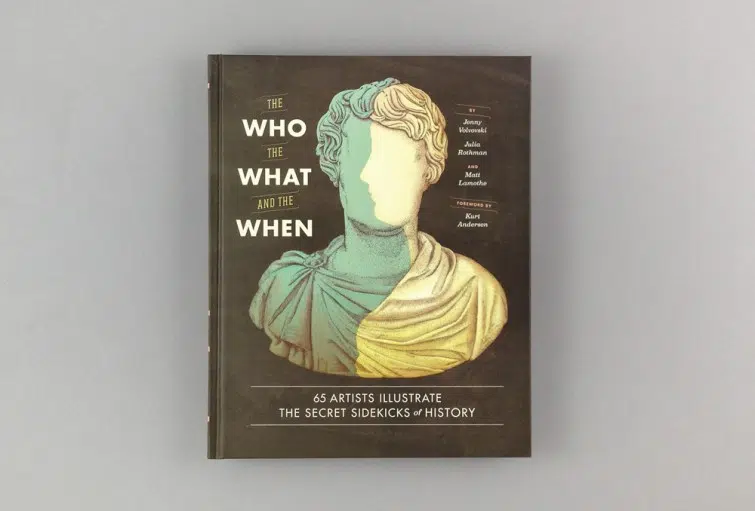 THE
WHO
THE
WHAT
AND THE
WHEN
BY
Jenny
Volvovski
Julia
Rothman
AND
Matt
Lamothe
FOREWORD BY
Kurt
Andersen
65 ARTISTS ILLUSTRATE
THE SECRET SIDEKICKS of HISTORY